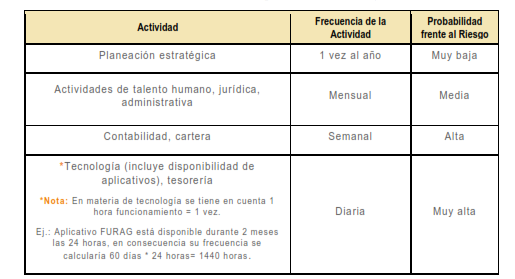 Actividad
Frecuencia de la
Actividad
Probabilidad
frente al Riesgo
Planeación estratégica
1 vez al año
Muy baja
Actividades de talento humano, jurídica,
administrativa
Mensual
Media
Contabilidad, cartera
Semanal
Alta
*Tecnología (incluye disponibilidad de
aplicativos), tesorería
*Nota: En materia de tecnología se tiene en cuenta 1
hora funcionamiento = 1 vez.
Ej.: Aplicativo FURAG está disponible durante 2 meses
las 24 horas, en consecuencia su frecuencia se
calcularía 60 días * 24 horas= 1440 horas.
Diaria
Muy alta